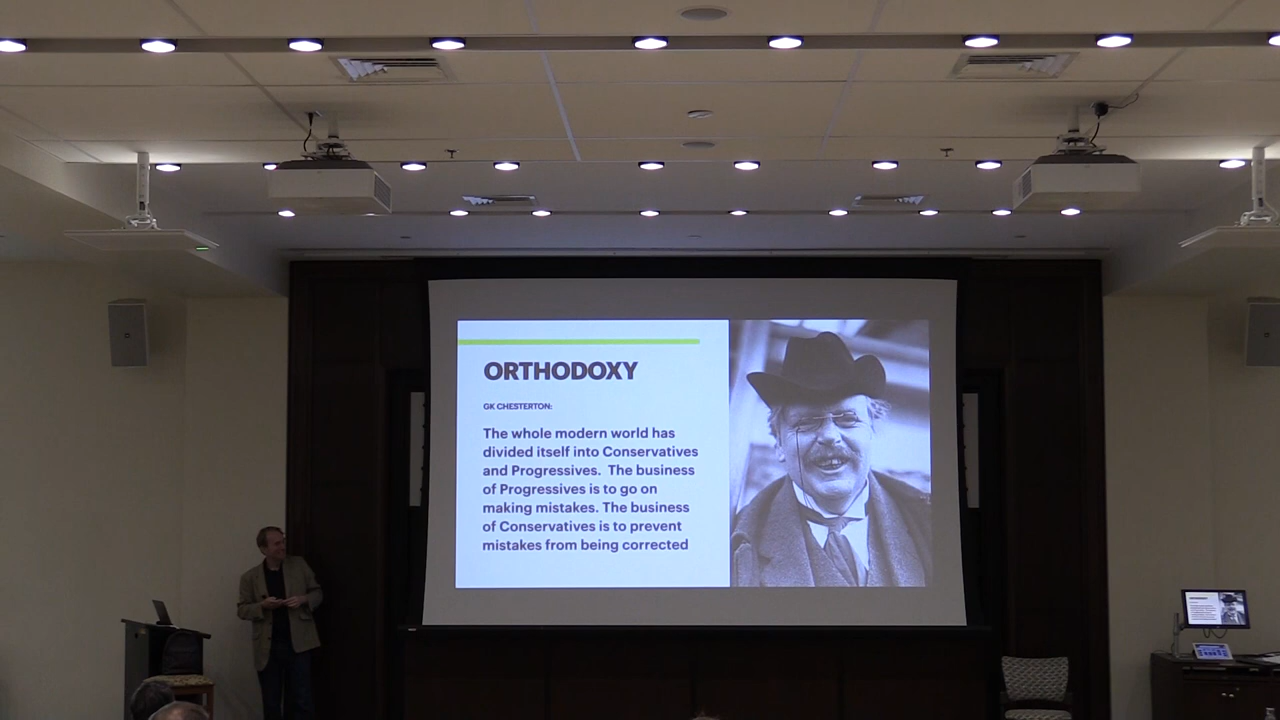 ORTHODOXY
GK CHESTERTON:
The whole modern world has
divided itself into Conservatives
and Progressives. The business
of Progressives is to go on
making mistakes. The business
of Conservatives is to prevent
mistakes from being corrected
ORTHODOXY